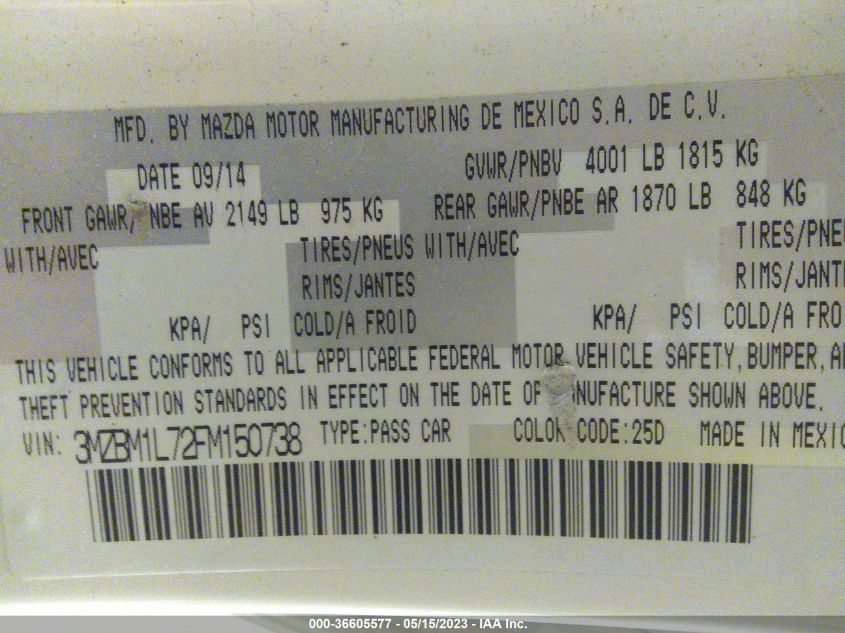 MFD. BY MAZDA MOTOR MANUFACTURING DE MEXICO S.A. DE C.V.
DATE 09/14 GVWR/PNBV 4001 LB 1815 KG
FRONT GAWR/ NBE AV 2149 LB 975 KG REAR GAWR/PNBE AR 1870 LB 848 KG
WITH/AVEC TIRES/PNEUS WITH/AVEC TIRES/PNEU
RIMS/JANTES RIMS/JANTE
KPA/ PSI COLD/A FROID KPA/ PSI COLD/A FRO
THIS VEHICLE CONFORMS TO ALL APPLICABLE FEDERAL MOTOR VEHICLE SAFETY, BUMPER, A
THEFT PREVENTION STANDARDS IN EFFECT ON THE DATE OF ANUFACTURE SHOWN ABOVE.
VIN: 3MZBM1L72FM150738 TYPE:PASS CAR COLOR CODE:25D MADE IN MEXIC
000-36605577 - 05/15/2023 - IAA Inc.